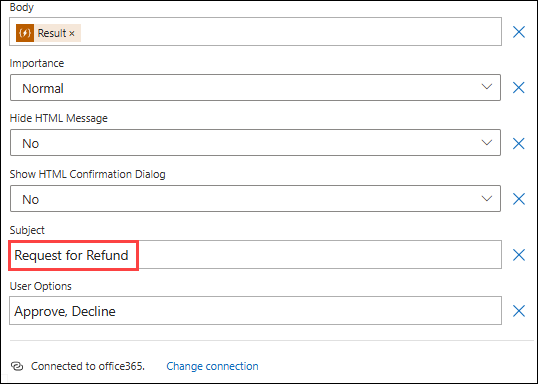 Body
Result ×
Importance
Normal
Hide HTML Message
No
Show HTML Confirmation Dialog
No
Subject
Request for Refund
User Options
Approve, Decline
Connected to office365. Change connection